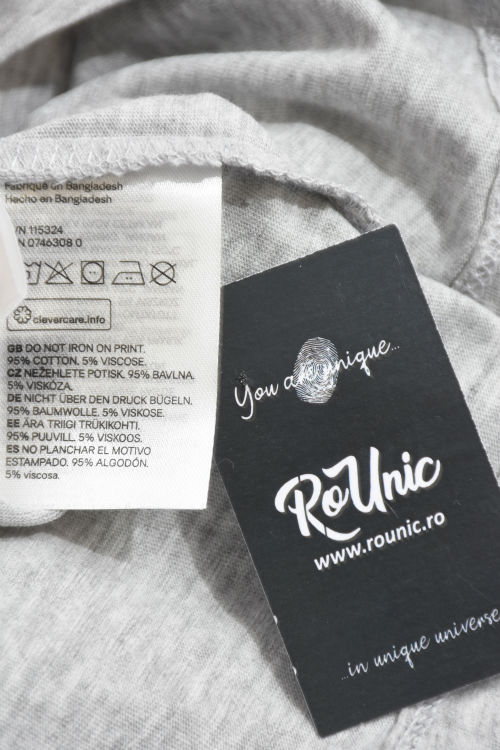 Fabriqué en Bangladesh
Hecho en Bangladesh
VN 115324
N 0746308 0
clevercare.info
GB DO NOT IRON ON PRINT.
95% COTTON, 5% VISCOSE.
CZ NEŽEHLETE POTISK. 95% BAVLNA.
5% VISKÓZA.
DE NICHT ÜBER DEN DRUCK BÜGELN.
95% BAUMWOLLE. 5% VISKOSE.
EE ÄRA TRIIGI TRÜKIKOHTI.
95% PUUVILL. 5% VISKOOS.
ES NO PLANCHAR EL MOTIVO
ESTAMPADO. 95% ALGODÓN.
5% viscosa.
You are unique...
RoUnic
www.rounic.ro
...in unique universe